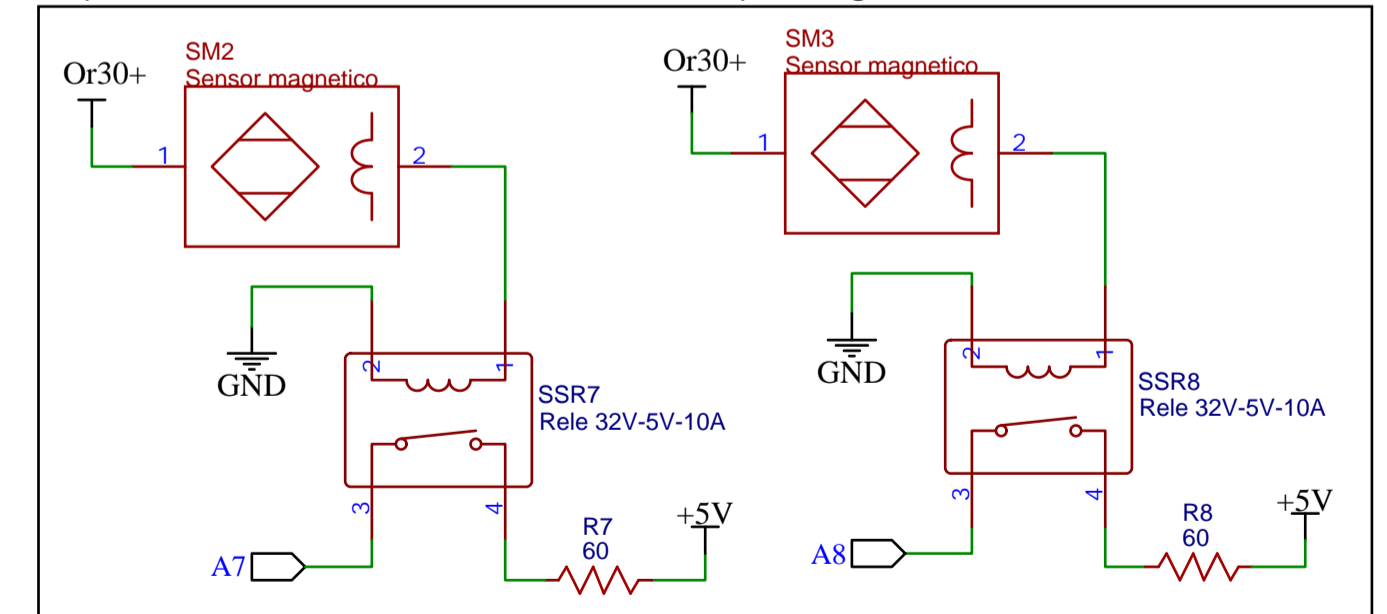 SM2
Sensor magnetico
Or30+
1
2
GND
2
1
SSR7
Rele 32V-5V-10A
3
4
A7
R7
60
+5V
SM3
Sensor magnetico
Or30+
1
2
GND
2
1
SSR8
Rele 32V-5V-10A
3
4
A8
R8
60
+5V